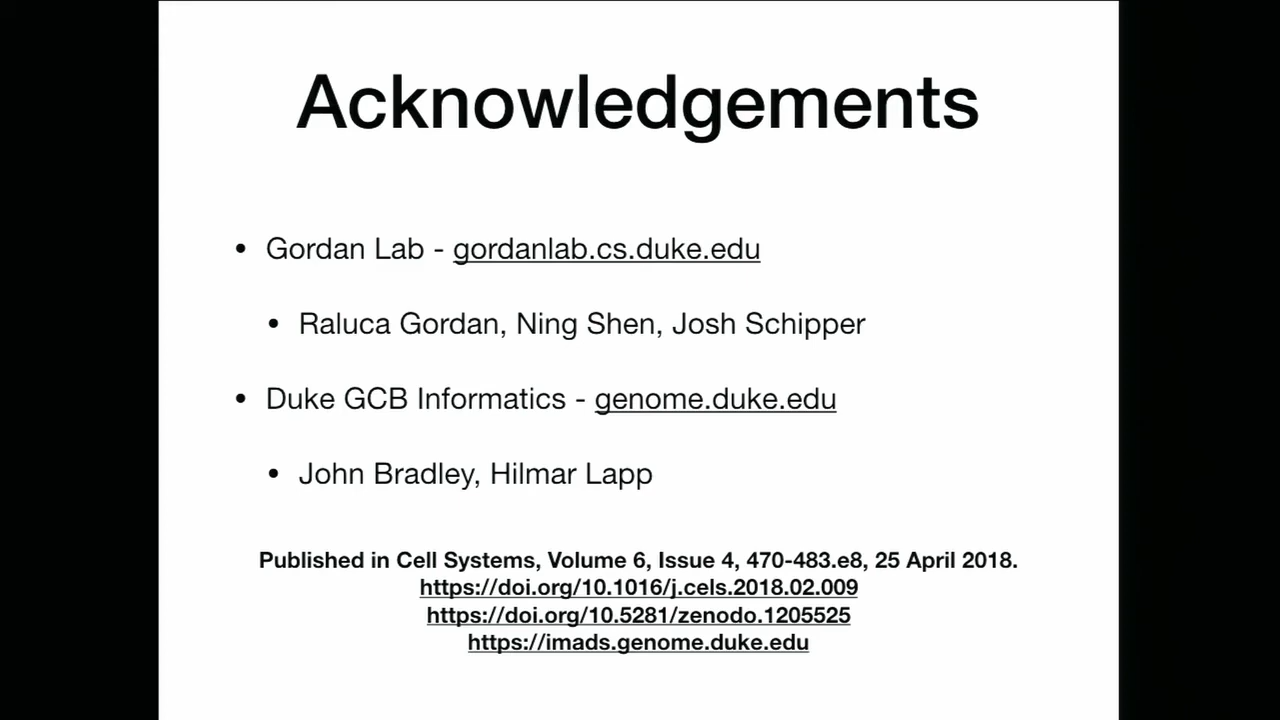 Acknowledgements
• Gordan Lab - gordanlab.cs.duke.edu
• Raluca Gordan, Ning Shen, Josh Schipper
• Duke GCB Informatics - genome.duke.edu
• John Bradley, Hilmar Lapp
Published in Cell Systems, Volume 6, Issue 4, 470-483.e8, 25 April 2018.
https://doi.org/10.1016/j.cels.2018.02.009
https://doi.org/10.5281/zenodo.1205525
https://imads.genome.duke.edu